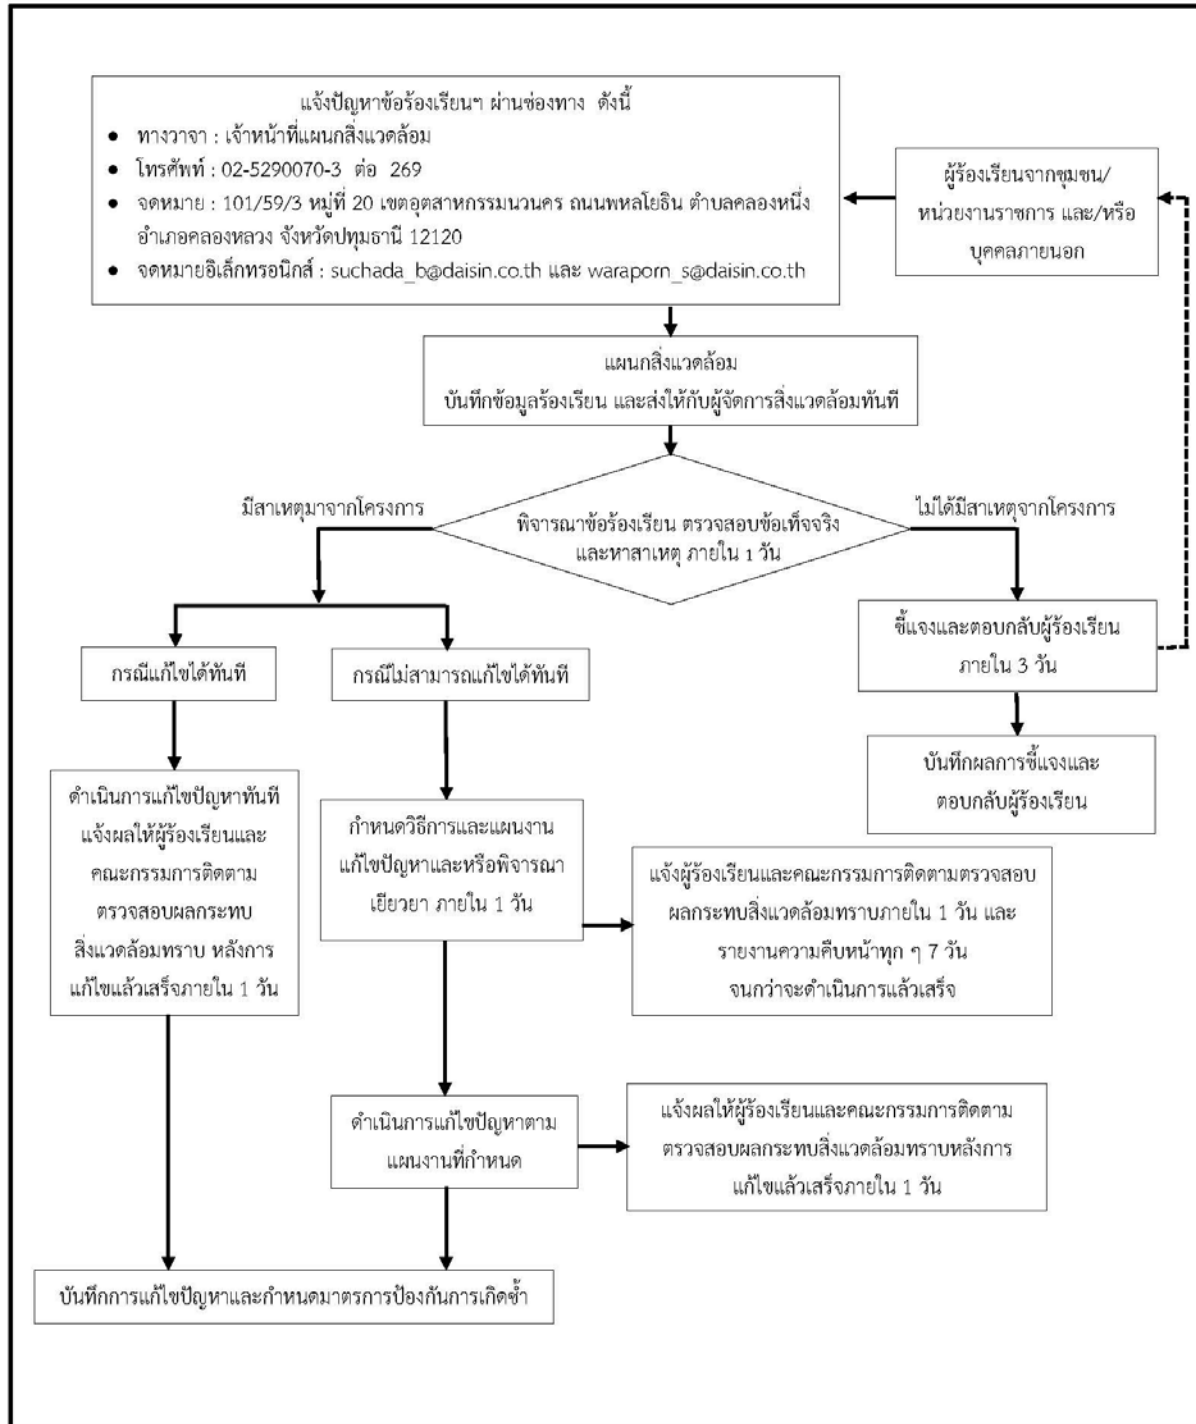 แจ้งปัญหาข้อร้องเรียนฯ ผ่านช่องทาง ดังนี้
● ทางวาจา : เจ้าหน้าที่แผนกสิ่งแวดล้อม
● โทรศัพท์ : 02-5290070-3 ต่อ 269
● จดหมาย : 101/59/3 หมู่ที่ 20 เขตอุตสาหกรรมนวนคร ถนนพหลโยธิน ตำบลคลองหนึ่ง
อำเภอคลองหลวง จังหวัดปทุมธานี 12120
● จดหมายอิเล็กทรอนิกส์ : suchada_b@daisin.co.th และ waraporn_s@daisin.co.th
ผู้ร้องเรียนจากชุมชน/
หน่วยงานราชการ และ/หรือ
บุคคลภายนอก
แผนกสิ่งแวดล้อม
บันทึกข้อมูลร้องเรียน และส่งให้กับผู้จัดการสิ่งแวดล้อมทันที
มีสาเหตุมาจากโครงการ
พิจารณาข้อร้องเรียน ตรวจสอบข้อเท็จจริง
และหาสาเหตุ ภายใน 1 วัน
ไม่ได้มีสาเหตุจากโครงการ
ชี้แจงและตอบกลับผู้ร้องเรียน
ภายใน 3 วัน
กรณีแก้ไขได้ทันที
กรณีไม่สามารถแก้ไขได้ทันที
บันทึกผลการชี้แจงและ
ตอบกลับผู้ร้องเรียน
ดำเนินการแก้ไขปัญหาทันที
แจ้งผลให้ผู้ร้องเรียนและ
คณะกรรมการติดตาม
ตรวจสอบผลกระทบ
สิ่งแวดล้อมทราบ หลังการ
แก้ไขแล้วเสร็จภายใน 1 วัน
กำหนดวิธีการและแผนงาน
แก้ไขปัญหาและหรือพิจารณา
เยียวยา ภายใน 1 วัน
แจ้งผู้ร้องเรียนและคณะกรรมการติดตามตรวจสอบ
ผลกระทบสิ่งแวดล้อมทราบภายใน 1 วัน และ
รายงานความคืบหน้าทุก ๆ 7 วัน
จนกว่าจะดำเนินการแล้วเสร็จ
ดำเนินการแก้ไขปัญหาตาม
แผนงานที่กำหนด
แจ้งผลให้ผู้ร้องเรียนและคณะกรรมการติดตาม
ตรวจสอบผลกระทบสิ่งแวดล้อมทราบหลังการ
แก้ไขแล้วเสร็จภายใน 1 วัน
บันทึกการแก้ไขปัญหาและกำหนดมาตรการป้องกันการเกิดซ้ำ